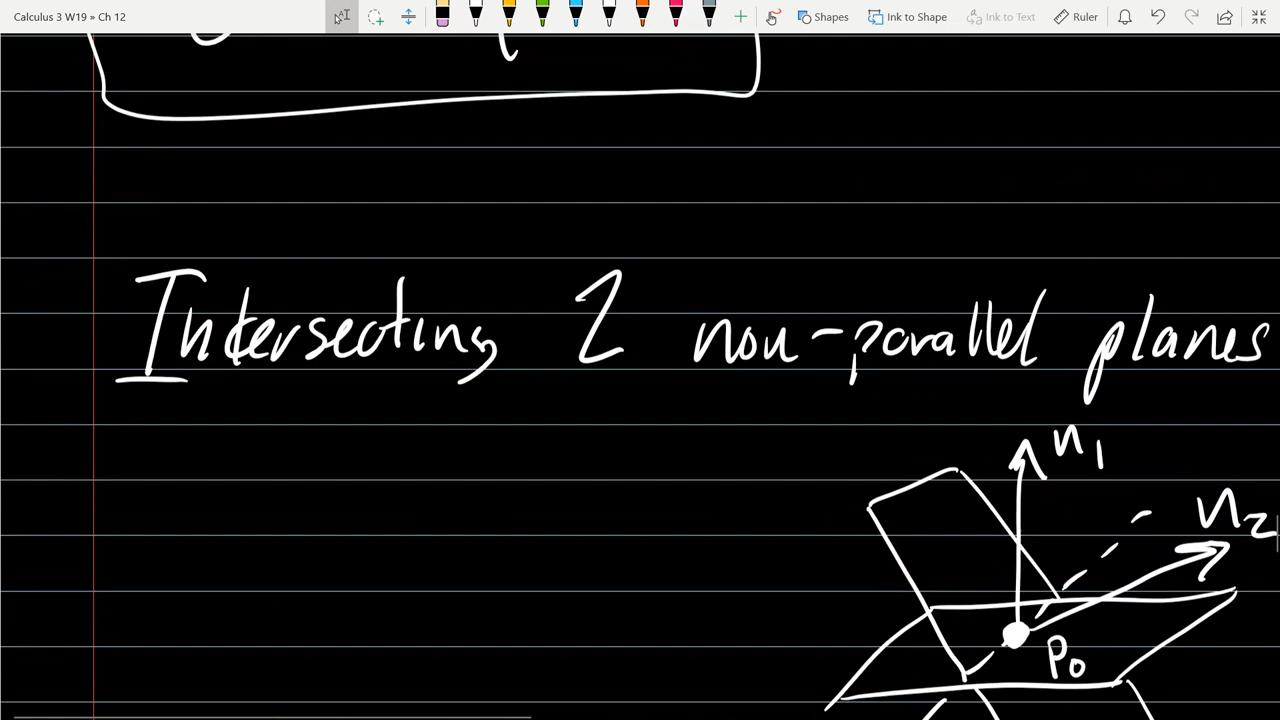 Calculus 3 W19 » Ch 12
Shapes
Ink to Shape
Ink to Text
Ruler
Intersecting 2 non-parallel planes
n1
n2
P0